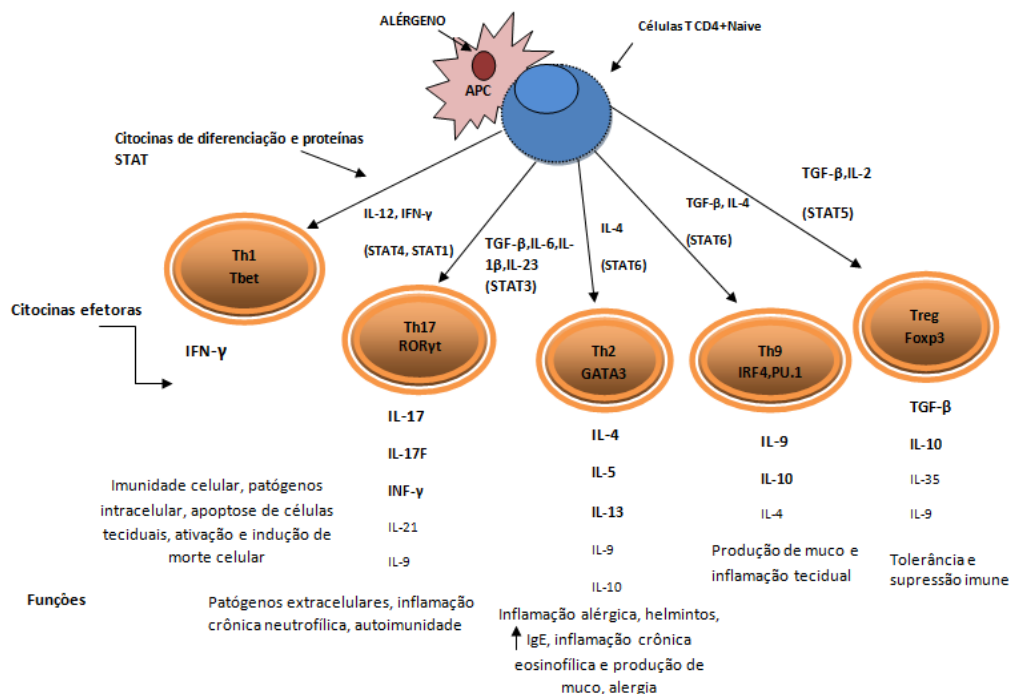 ALÉRGENO
Células T CD4+Naive
APC
Citocinas de diferenciação e proteínas
STAT
IL-12, IFN-γ
(STAT4, STAT1)
TGF-β,IL-6,IL-
1β,IL-23
(STAT3)
IL-4
(STAT6)
TGF-β, IL-4
(STAT6)
TGF-β,IL-2
(STAT5)
Th1
Tbet
Th17
RORγt
Th2
GATA3
Th9
IRF4,PU.1
Treg
Foxp3
Citocinas efetoras
IFN-γ
IL-17
IL-17F
INF-γ
IL-21
IL-9
IL-4
IL-5
IL-13
IL-9
IL-10
IL-9
IL-10
IL-4
TGF-β
IL-10
IL-35
IL-9
Funções
Imunidade celular, patógenos
intracelular, apoptose de células
teciduais, ativação e indução de
morte celular
Patógenos extracelulares, inflamação
crônica neutrofílica, autoimunidade
Inflamação alérgica, helmintos,
IgE, inflamação crônica
eosinofílica e produção de
muco, alergia
Produção de muco e
inflamação tecidual
Tolerância e
supressão imune